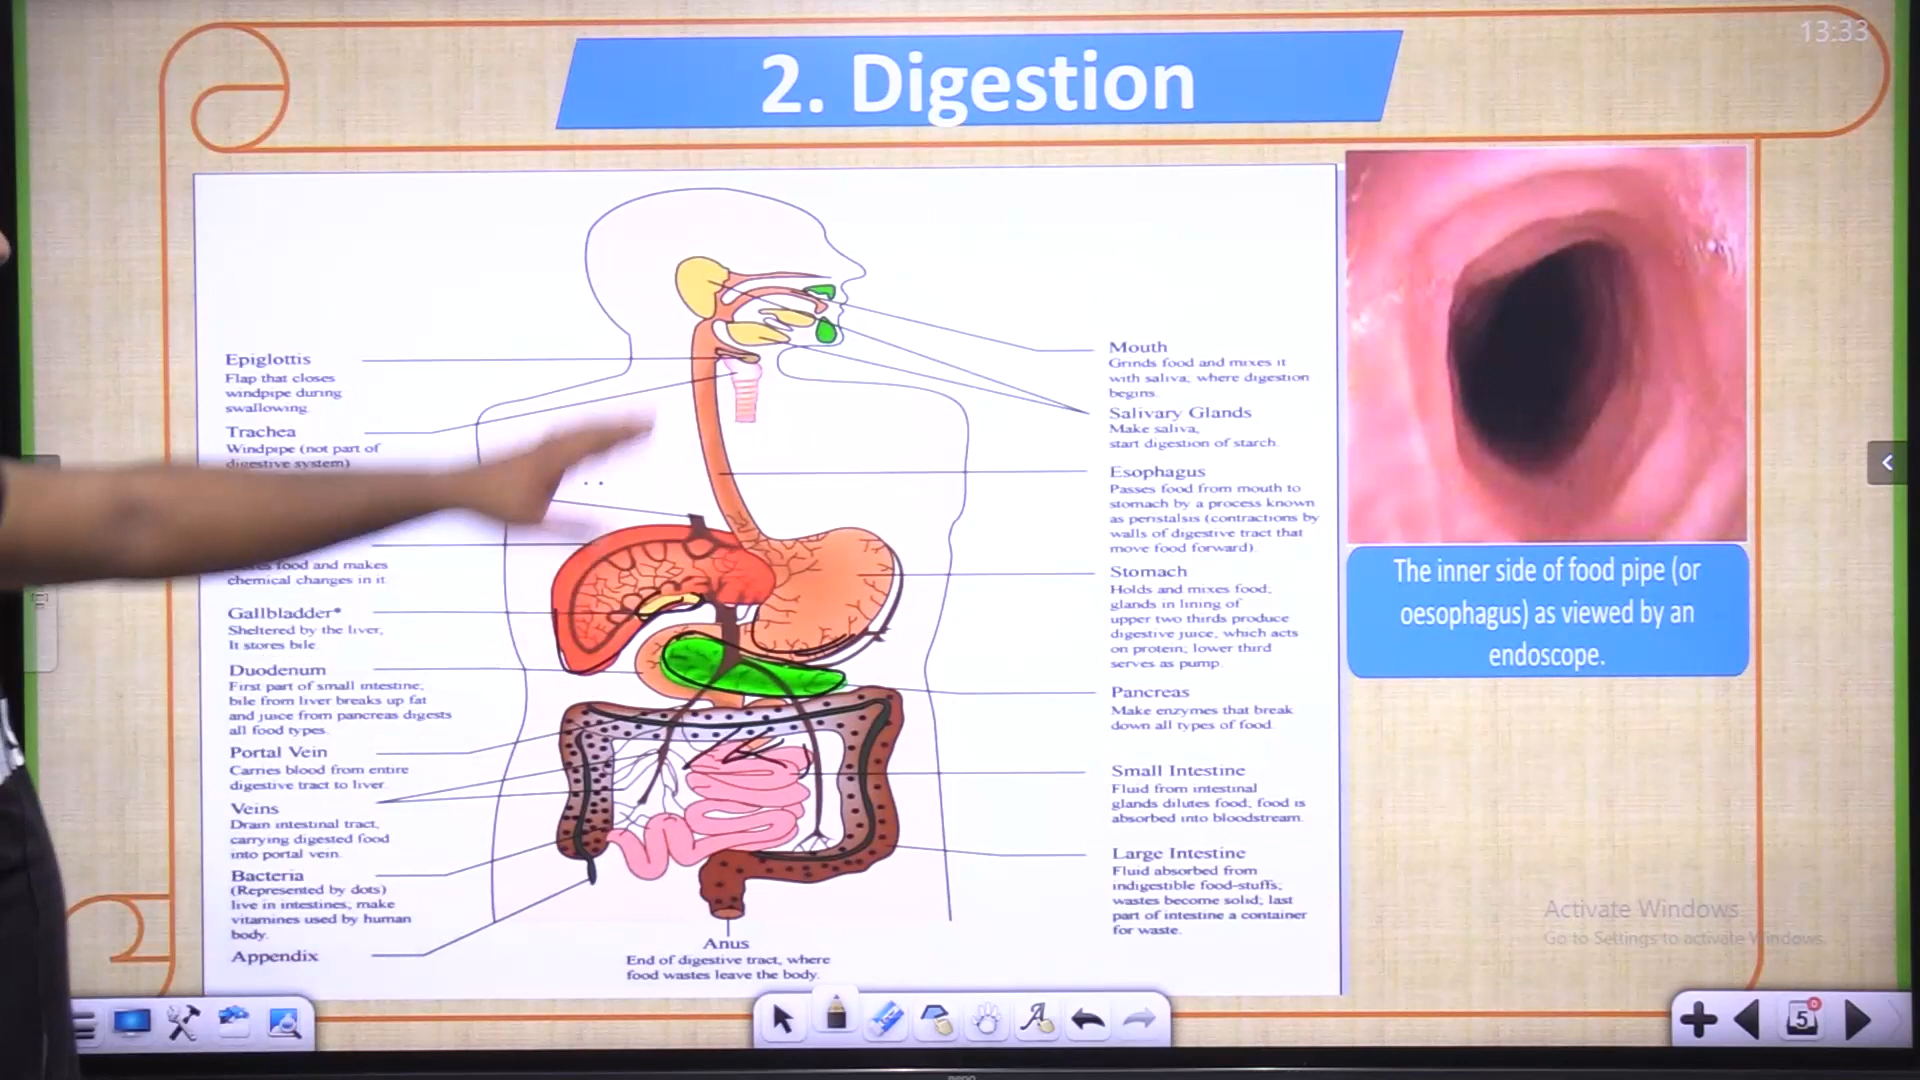 13:33
2. Digestion
Epiglottis
Flap that closes
windpipe during
swallowing.
Trachea
Windpipe (not part of
digestive system)
food and makes
chemical changes in it.
Gallbladder*
Sheltered by the liver,
It stores bile.
Duodenum
First part of small intestine;
bile from liver breaks up fat
and juice from pancreas digests
all food types.
Portal Vein
Carries blood from entire
digestive tract to liver.
Veins
Drain intestinal tract,
carrying digested food
into portal vein.
Bacteria
(Represented by dots)
live in intestines; make
vitamines used by human
body.
Appendix
Anus
End of digestive tract, where
food wastes leave the body.
Mouth
Grinds food and mixes it
with saliva, where digestion
begins.
Salivary Glands
Make saliva,
start digestion of starch.
Esophagus
Passes food from mouth to
stomach by a process known
as peristalsis (contractions by
walls of digestive tract that
move food forward).
Stomach
Holds and mixes food;
glands in lining of
upper two thirds produce
digestive juice, which acts
on protein; lower third
serves as pump.
Pancreas
Make enzymes that break
down all types of food.
Small Intestine
Fluid from intestinal
glands dilutes food; food is
absorbed into bloodstream.
Large Intestine
Fluid absorbed from
indigestible food-stuffs;
wastes become solid; last
part of intestine a container
for waste.
The inner side of food pipe (or
oesophagus) as viewed by an
endoscope.
Activate Windows
Go to Settings to activate Windows.
5
0